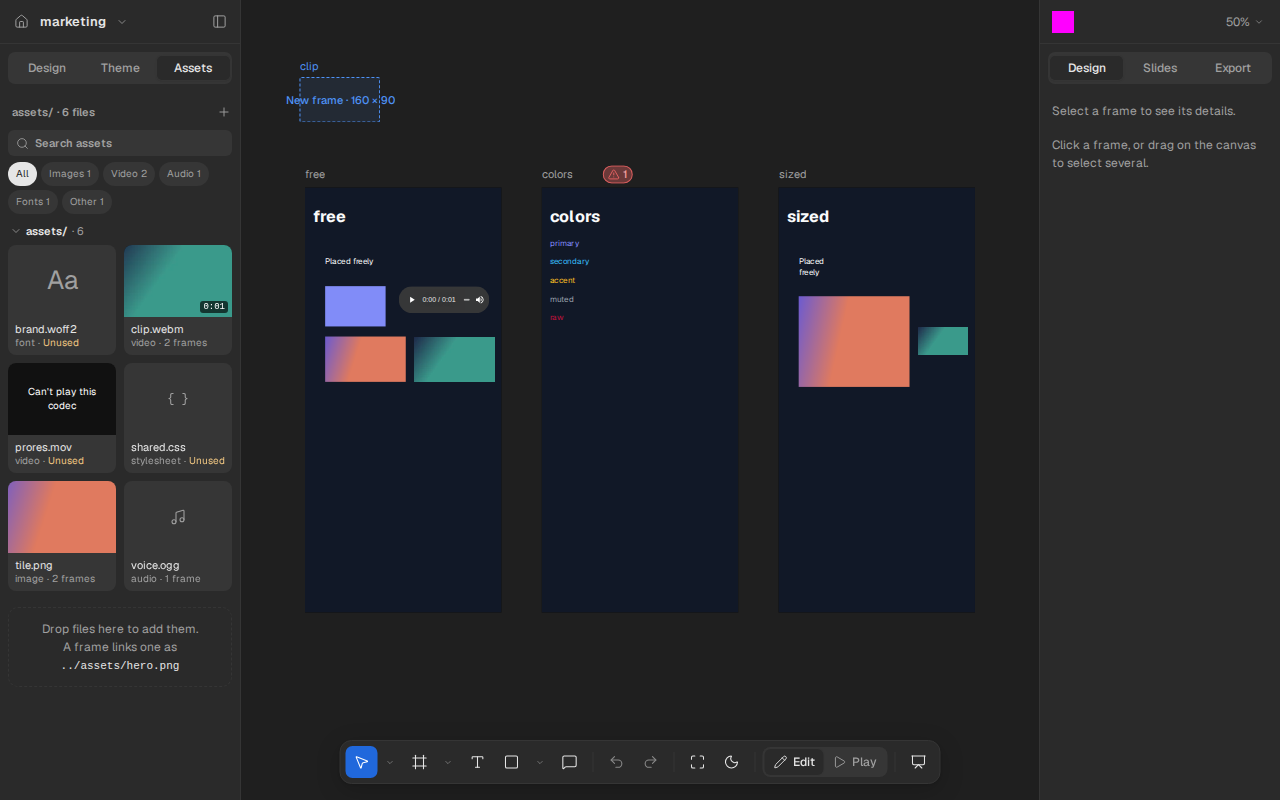 marketing
Design Theme Assets
assets/ · 6 files
Search assets
All Images 1 Video 2 Audio 1
Fonts 1 Other 1
assets/ · 6
Aa
brand.woff2
font · Unused
0:01
clip.webm
video · 2 frames
Can't play this
codec
prores.mov
video · Unused
{ }
shared.css
stylesheet · Unused
tile.png
image · 2 frames
voice.ogg
audio · 1 frame
Drop files here to add them.
A frame links one as
../assets/hero.png
clip
New frame · 160 × 90
free
free
Placed freely
0:00 / 0:01
colors
1
colors
primary
secondary
accent
muted
raw
sized
sized
Placed
freely
Edit Play
50%
Design Slides Export
Select a frame to see its details.
Click a frame, or drag on the canvas
to select several.